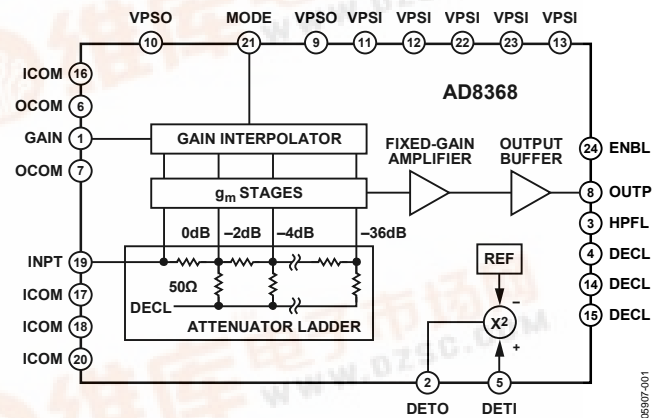 VPSO MODE VPSO VPSI VPSI VPSI VPSI VPSI
10 21 9 11 12 22 23 13
ICOM 16
AD8368
OCOM 6
GAIN 1
GAIN INTERPOLATOR
FIXED-GAIN
AMPLIFIER
OUTPUT
BUFFER
24 ENBL
OCOM 7
gm STAGES
8 OUTP
3 HPFL
0dB –2dB –4dB –36dB
INPT 19
REF
4 DECL
50Ω
ICOM 17
14 DECL
DECL
–
X2
ICOM 18
ATTENUATOR LADDER
15 DECL
+
ICOM 20
2 5
DETO DETI
05907-001
WWW.DZSC.COM